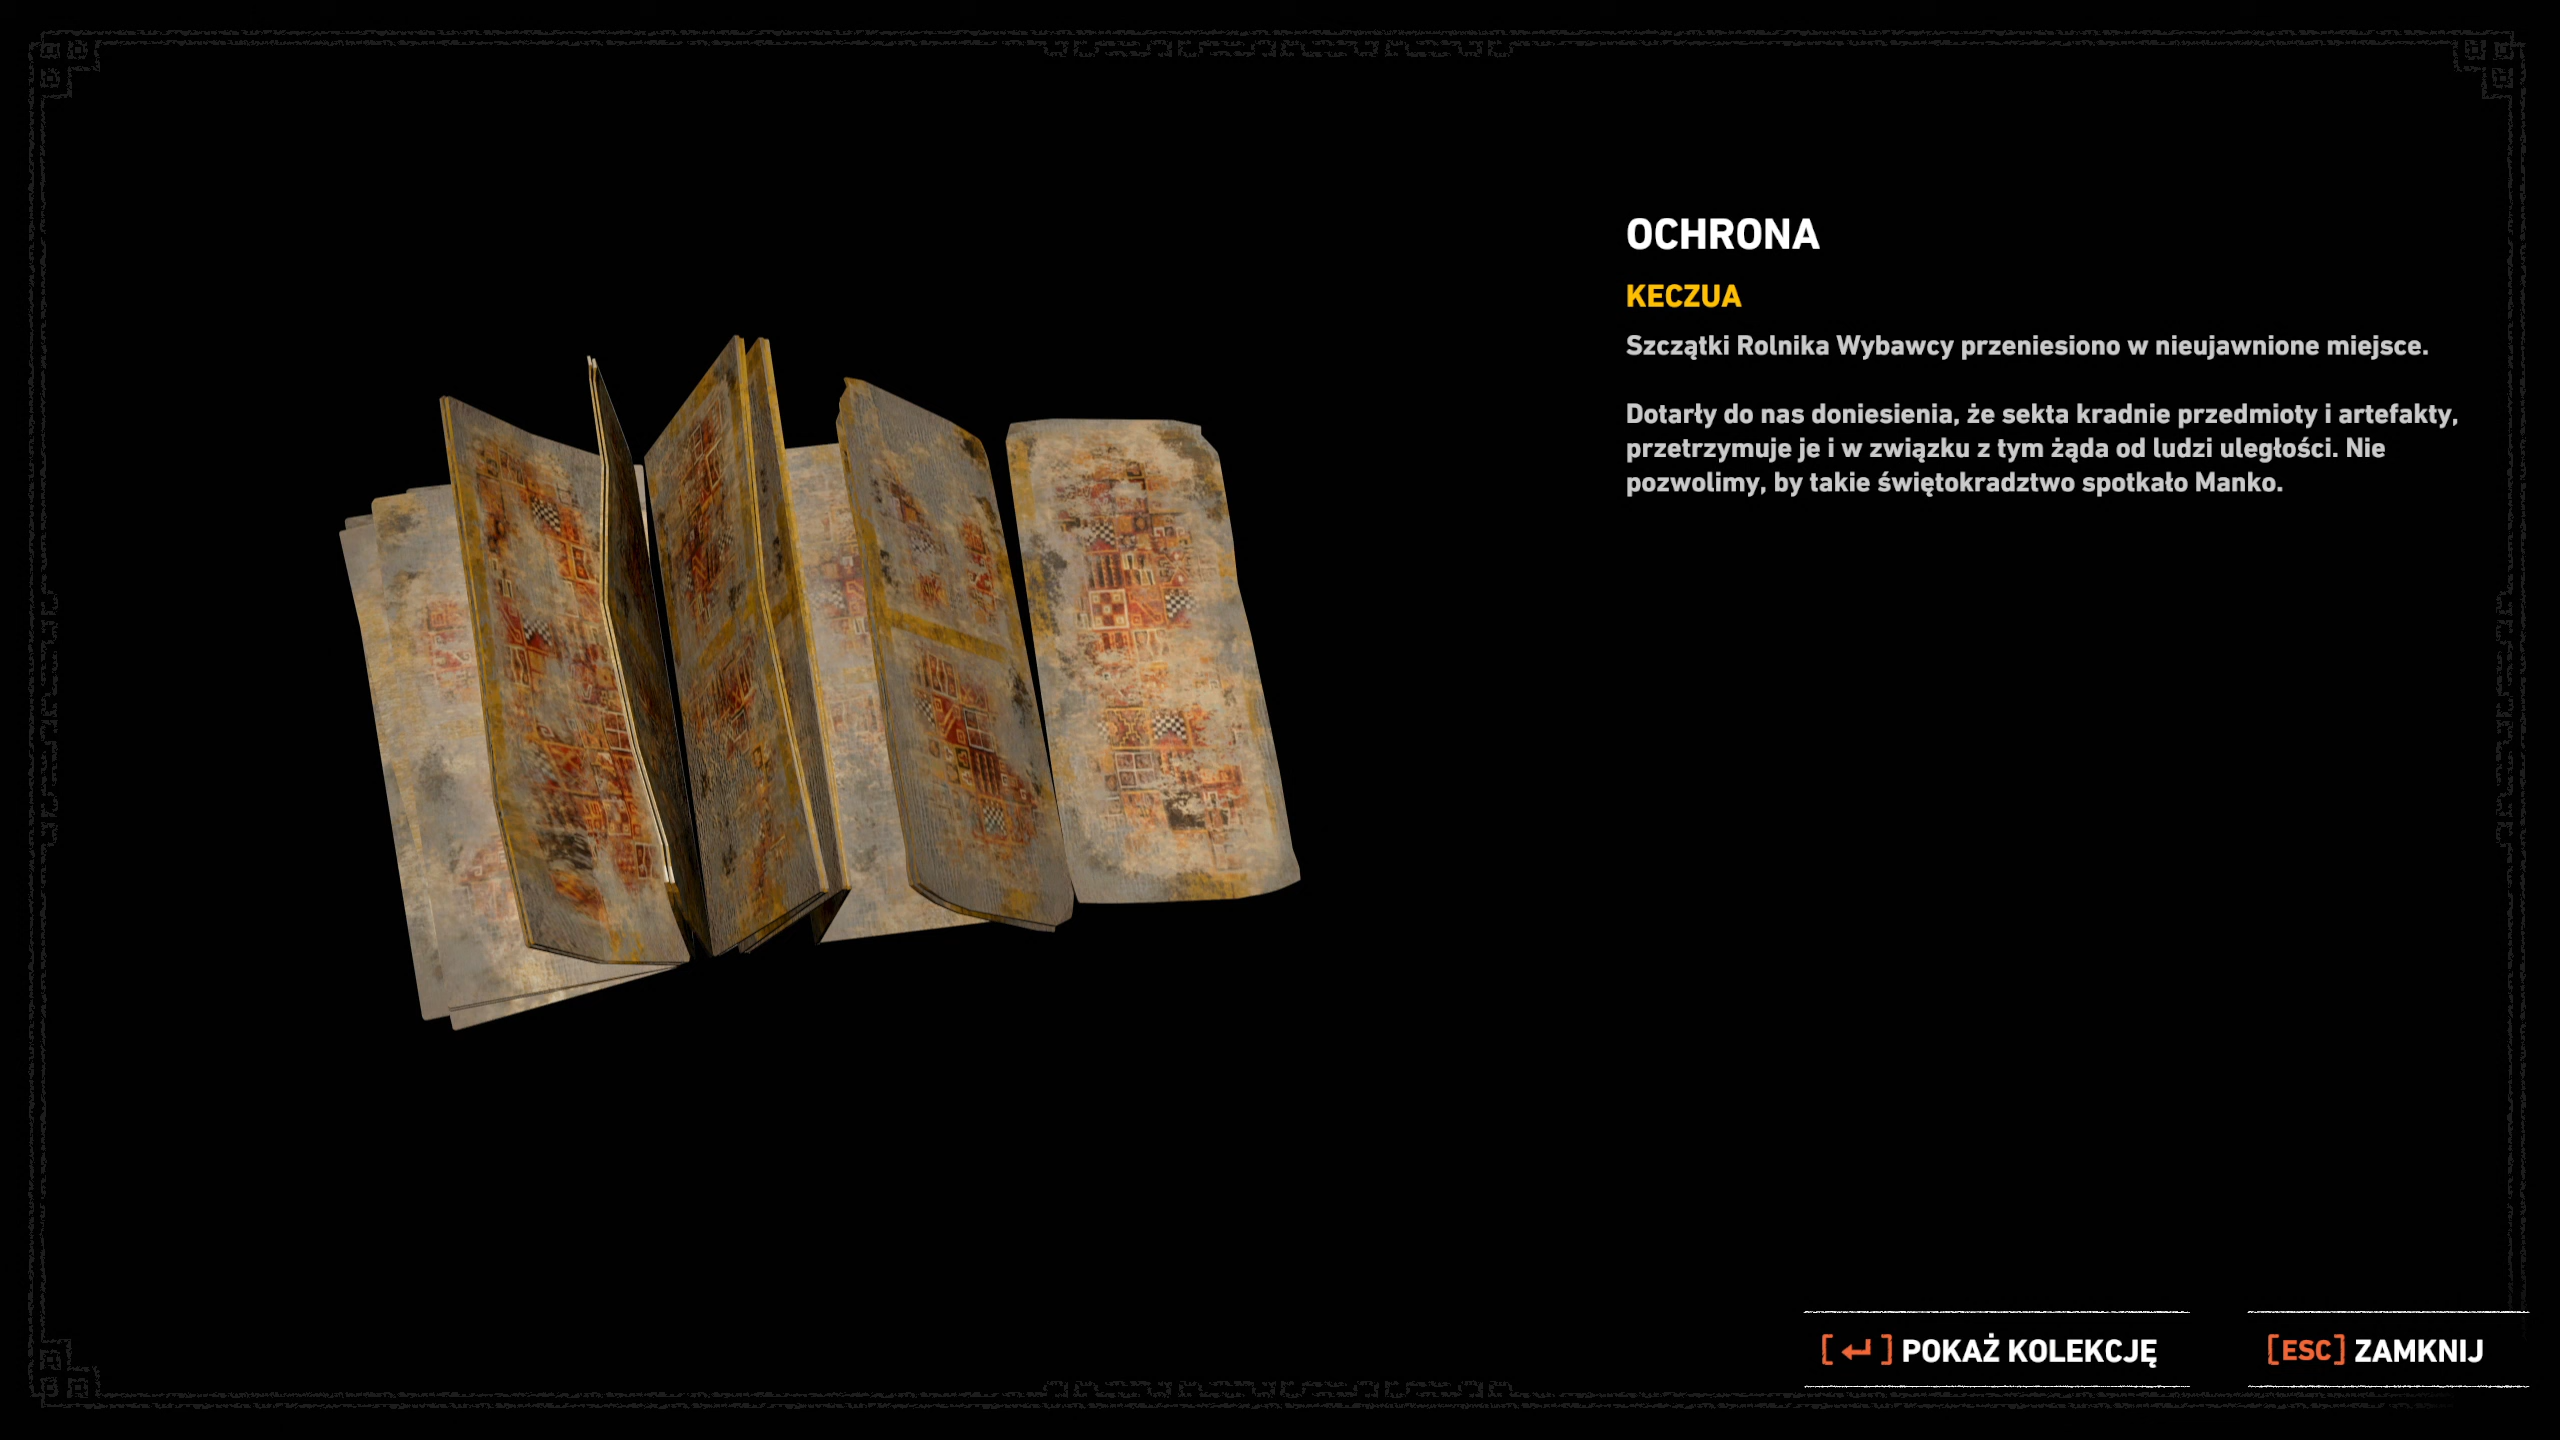 OCHRONA
KECZUA
Szczątki Rolnika Wybawcy przeniesiono w nieujawnione miejsce.
Dotarły do nas doniesienia, że sekta kradnie przedmioty i artefakty,
przetrzymuje je i w związku z tym żąda od ludzi uległości. Nie
pozwolimy, by takie świętokradztwo spotkało Manko.
[↵] POKAŻ KOLEKCJĘ
[ESC] ZAMKNIJ